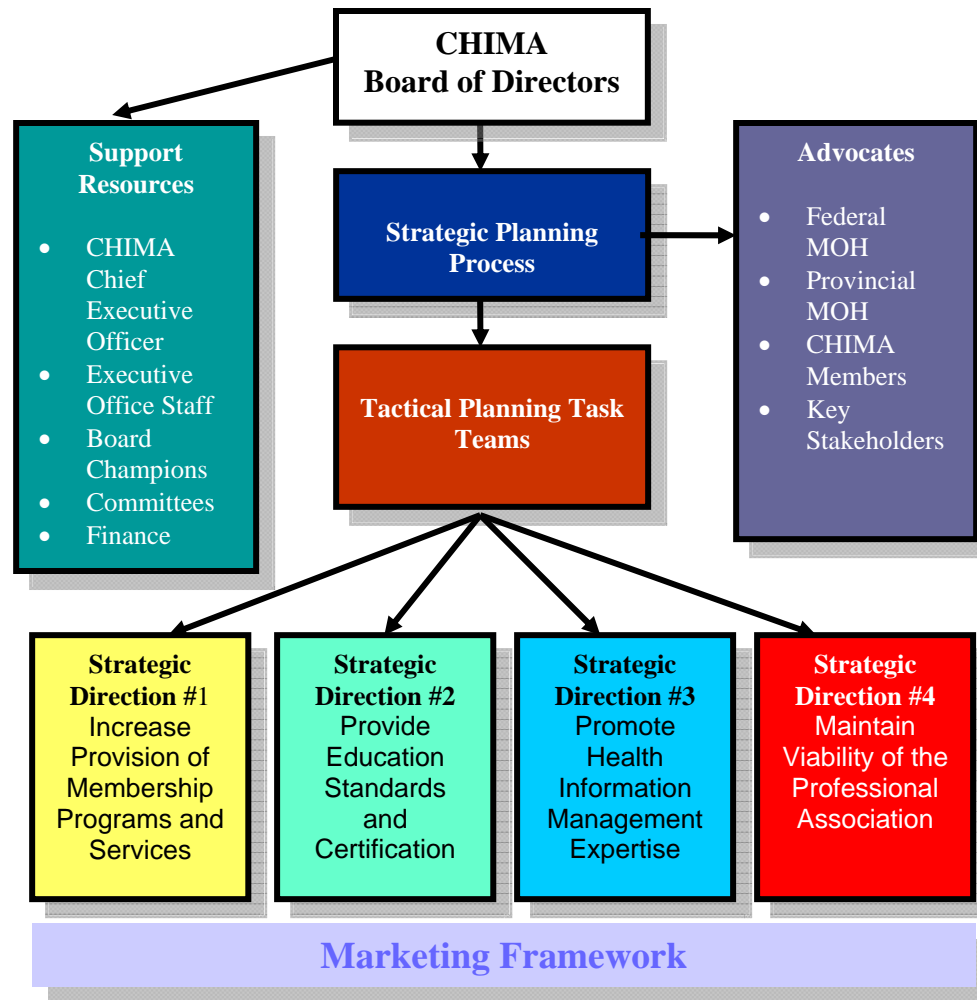 CHIMA
Board of Directors
Support
Resources
• CHIMA
Chief
Executive
Officer
• Executive
Office Staff
• Board
Champions
• Committees
• Finance
Strategic Planning
Process
Advocates
• Federal
MOH
• Provincial
MOH
• CHIMA
Members
• Key
Stakeholders
Tactical Planning Task
Teams
Strategic
Direction #1
Increase
Provision of
Membership
Programs and
Services
Strategic
Direction #2
Provide
Education
Standards
and
Certification
Strategic
Direction #3
Promote
Health
Information
Management
Expertise
Strategic
Direction #4
Maintain
Viability of the
Professional
Association
Marketing Framework